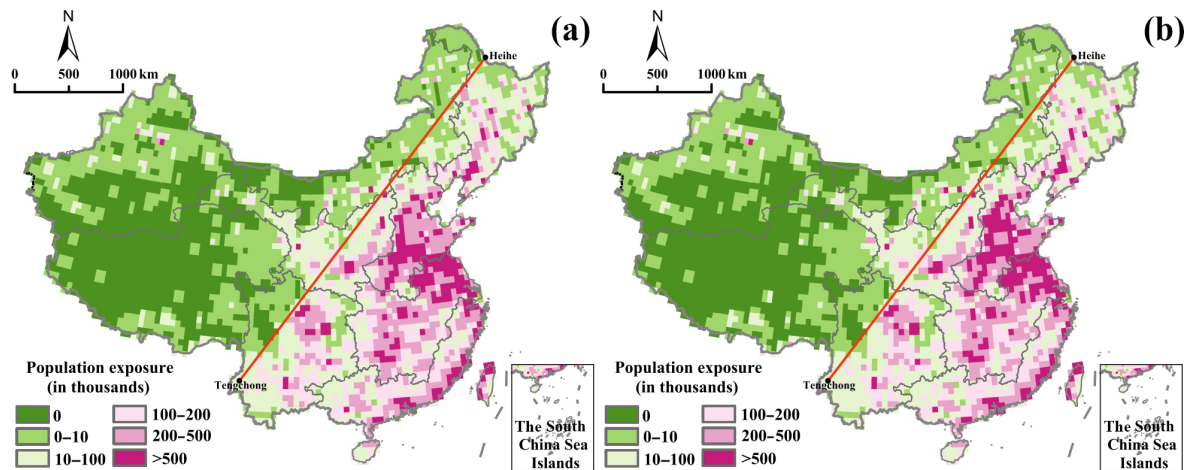 N
(a)
Heihe
0 500 1000 km
Tengchong
Population exposure
(in thousands)
0 100–200
0–10 200–500
10–100 >500
The South
China Sea
Islands
N
(b)
Heihe
0 500 1000 km
Tengchong
Population exposure
(in thousands)
0 100–200
0–10 200–500
10–100 >500
The South
China Sea
Islands